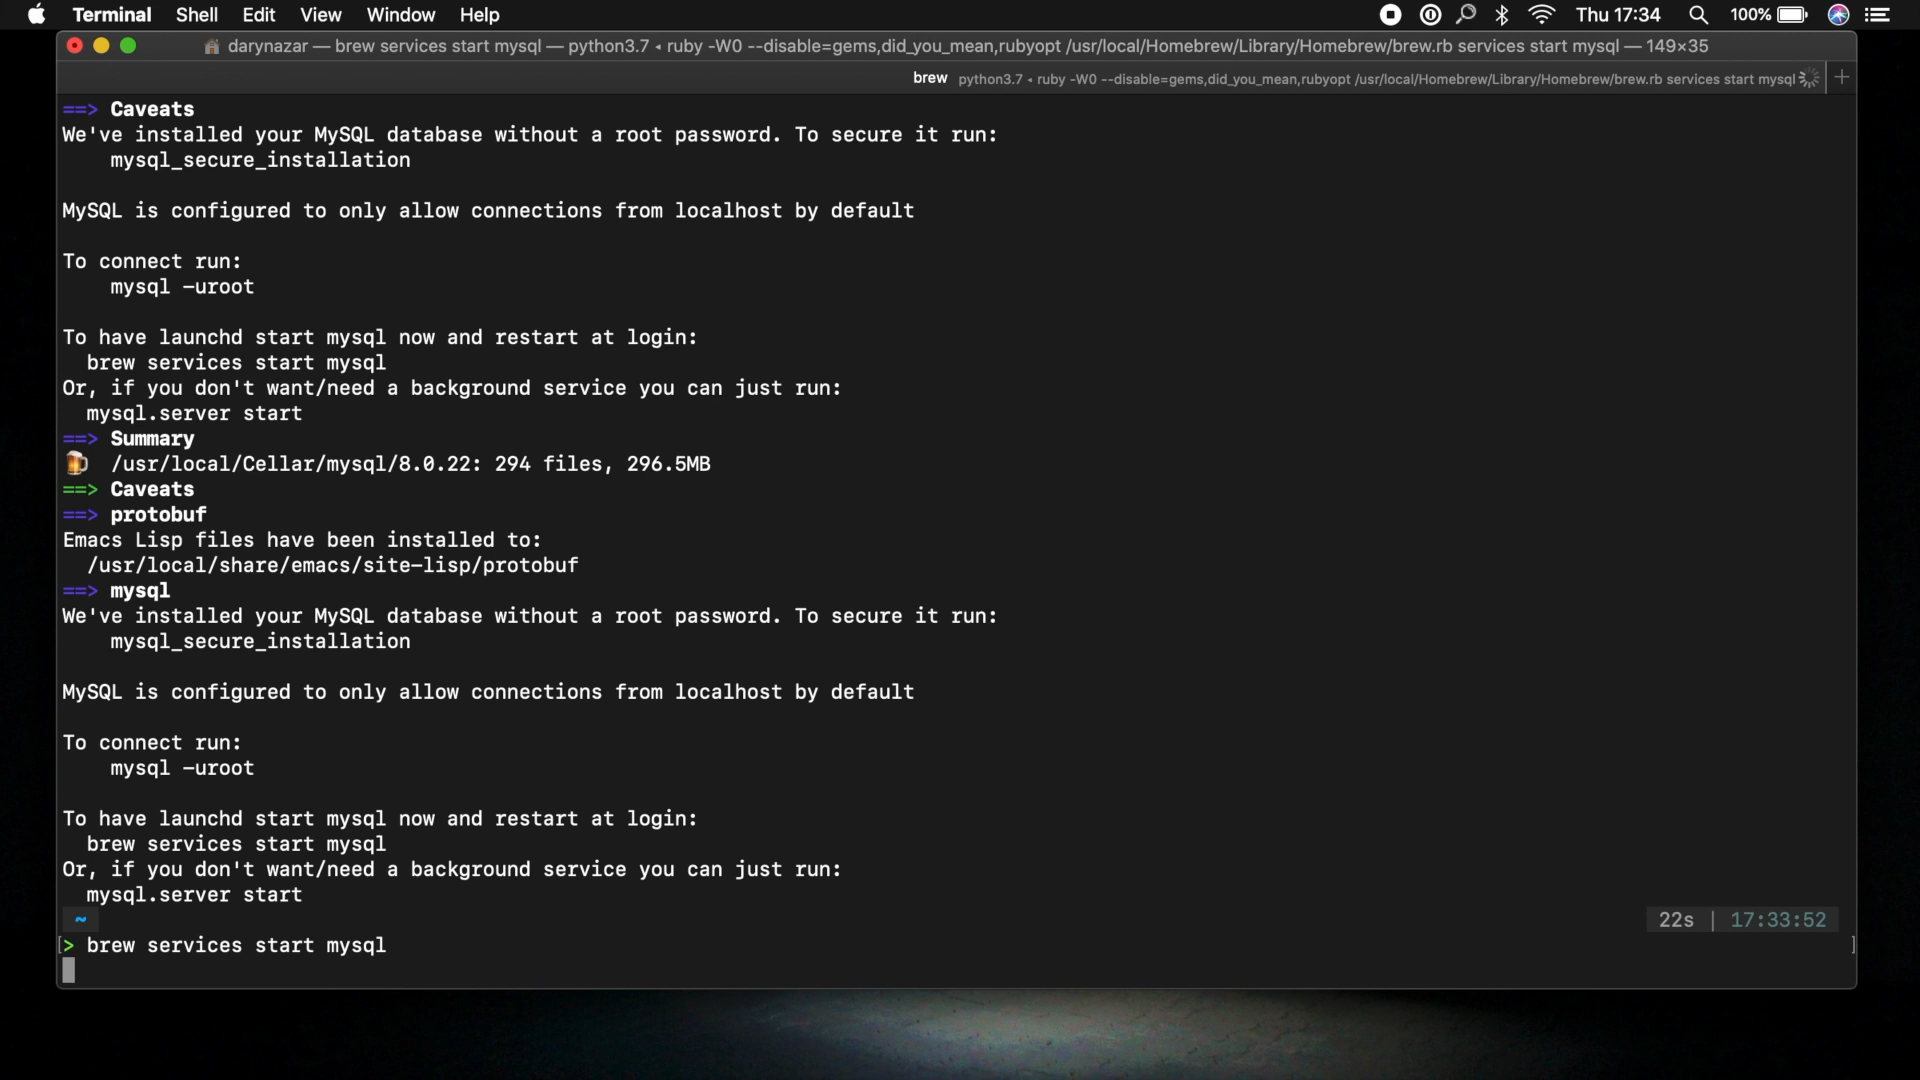 Terminal Shell Edit View Window Help Thu 17:34 100%
darynazar — brew services start mysql — python3.7 ◂ ruby -W0 --disable=gems,did_you_mean,rubyopt /usr/local/Homebrew/Library/Homebrew/brew.rb services start mysql — 149×35
brew python3.7 ◂ ruby -W0 --disable=gems,did_you_mean,rubyopt /usr/local/Homebrew/Library/Homebrew/brew.rb services start mysql +
==> Caveats
We've installed your MySQL database without a root password. To secure it run:
mysql_secure_installation
MySQL is configured to only allow connections from localhost by default
To connect run:
mysql -uroot
To have launchd start mysql now and restart at login:
brew services start mysql
Or, if you don't want/need a background service you can just run:
mysql.server start
==> Summary
🍺 /usr/local/Cellar/mysql/8.0.22: 294 files, 296.5MB
==> Caveats
==> protobuf
Emacs Lisp files have been installed to:
/usr/local/share/emacs/site-lisp/protobuf
==> mysql
We've installed your MySQL database without a root password. To secure it run:
mysql_secure_installation
MySQL is configured to only allow connections from localhost by default
To connect run:
mysql -uroot
To have launchd start mysql now and restart at login:
brew services start mysql
Or, if you don't want/need a background service you can just run:
mysql.server start
~ 22s | 17:33:52
[> brew services start mysql ]